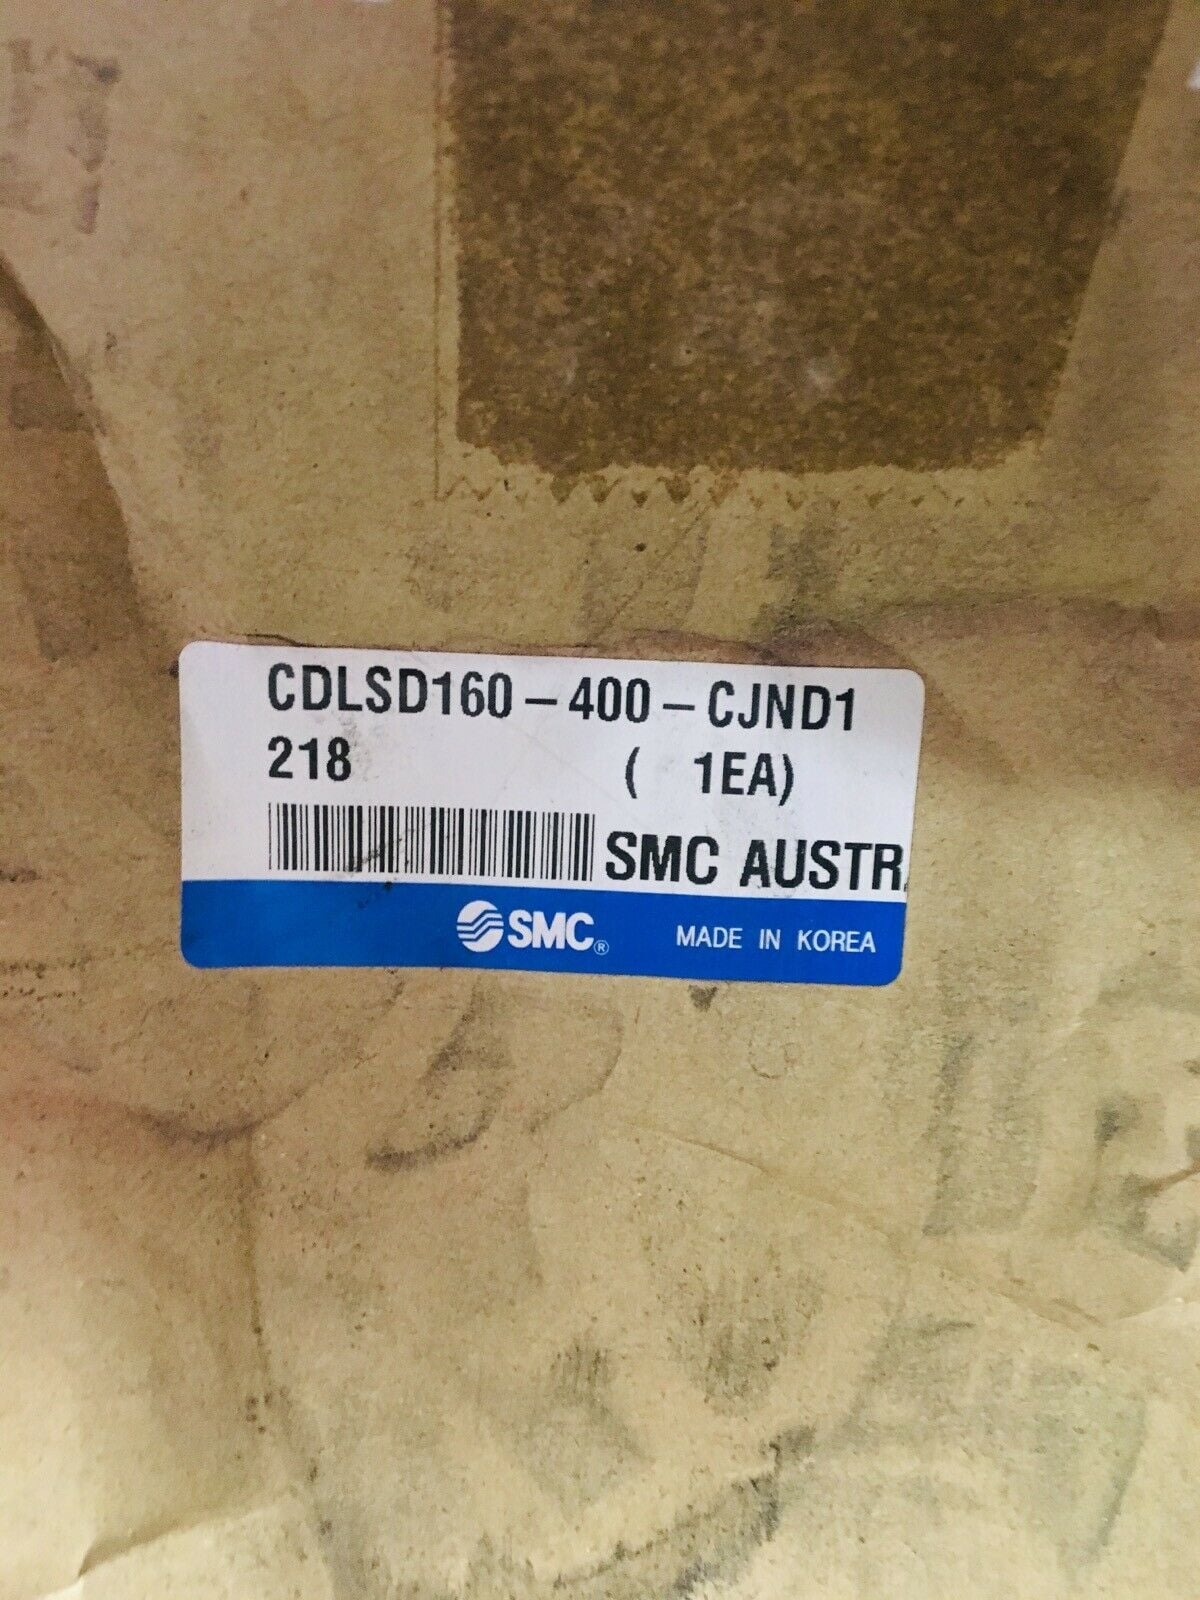 CDLSD160-400-CJND1
218 ( 1EA)
SMC AUSTR
SMC®
MADE IN KOREA